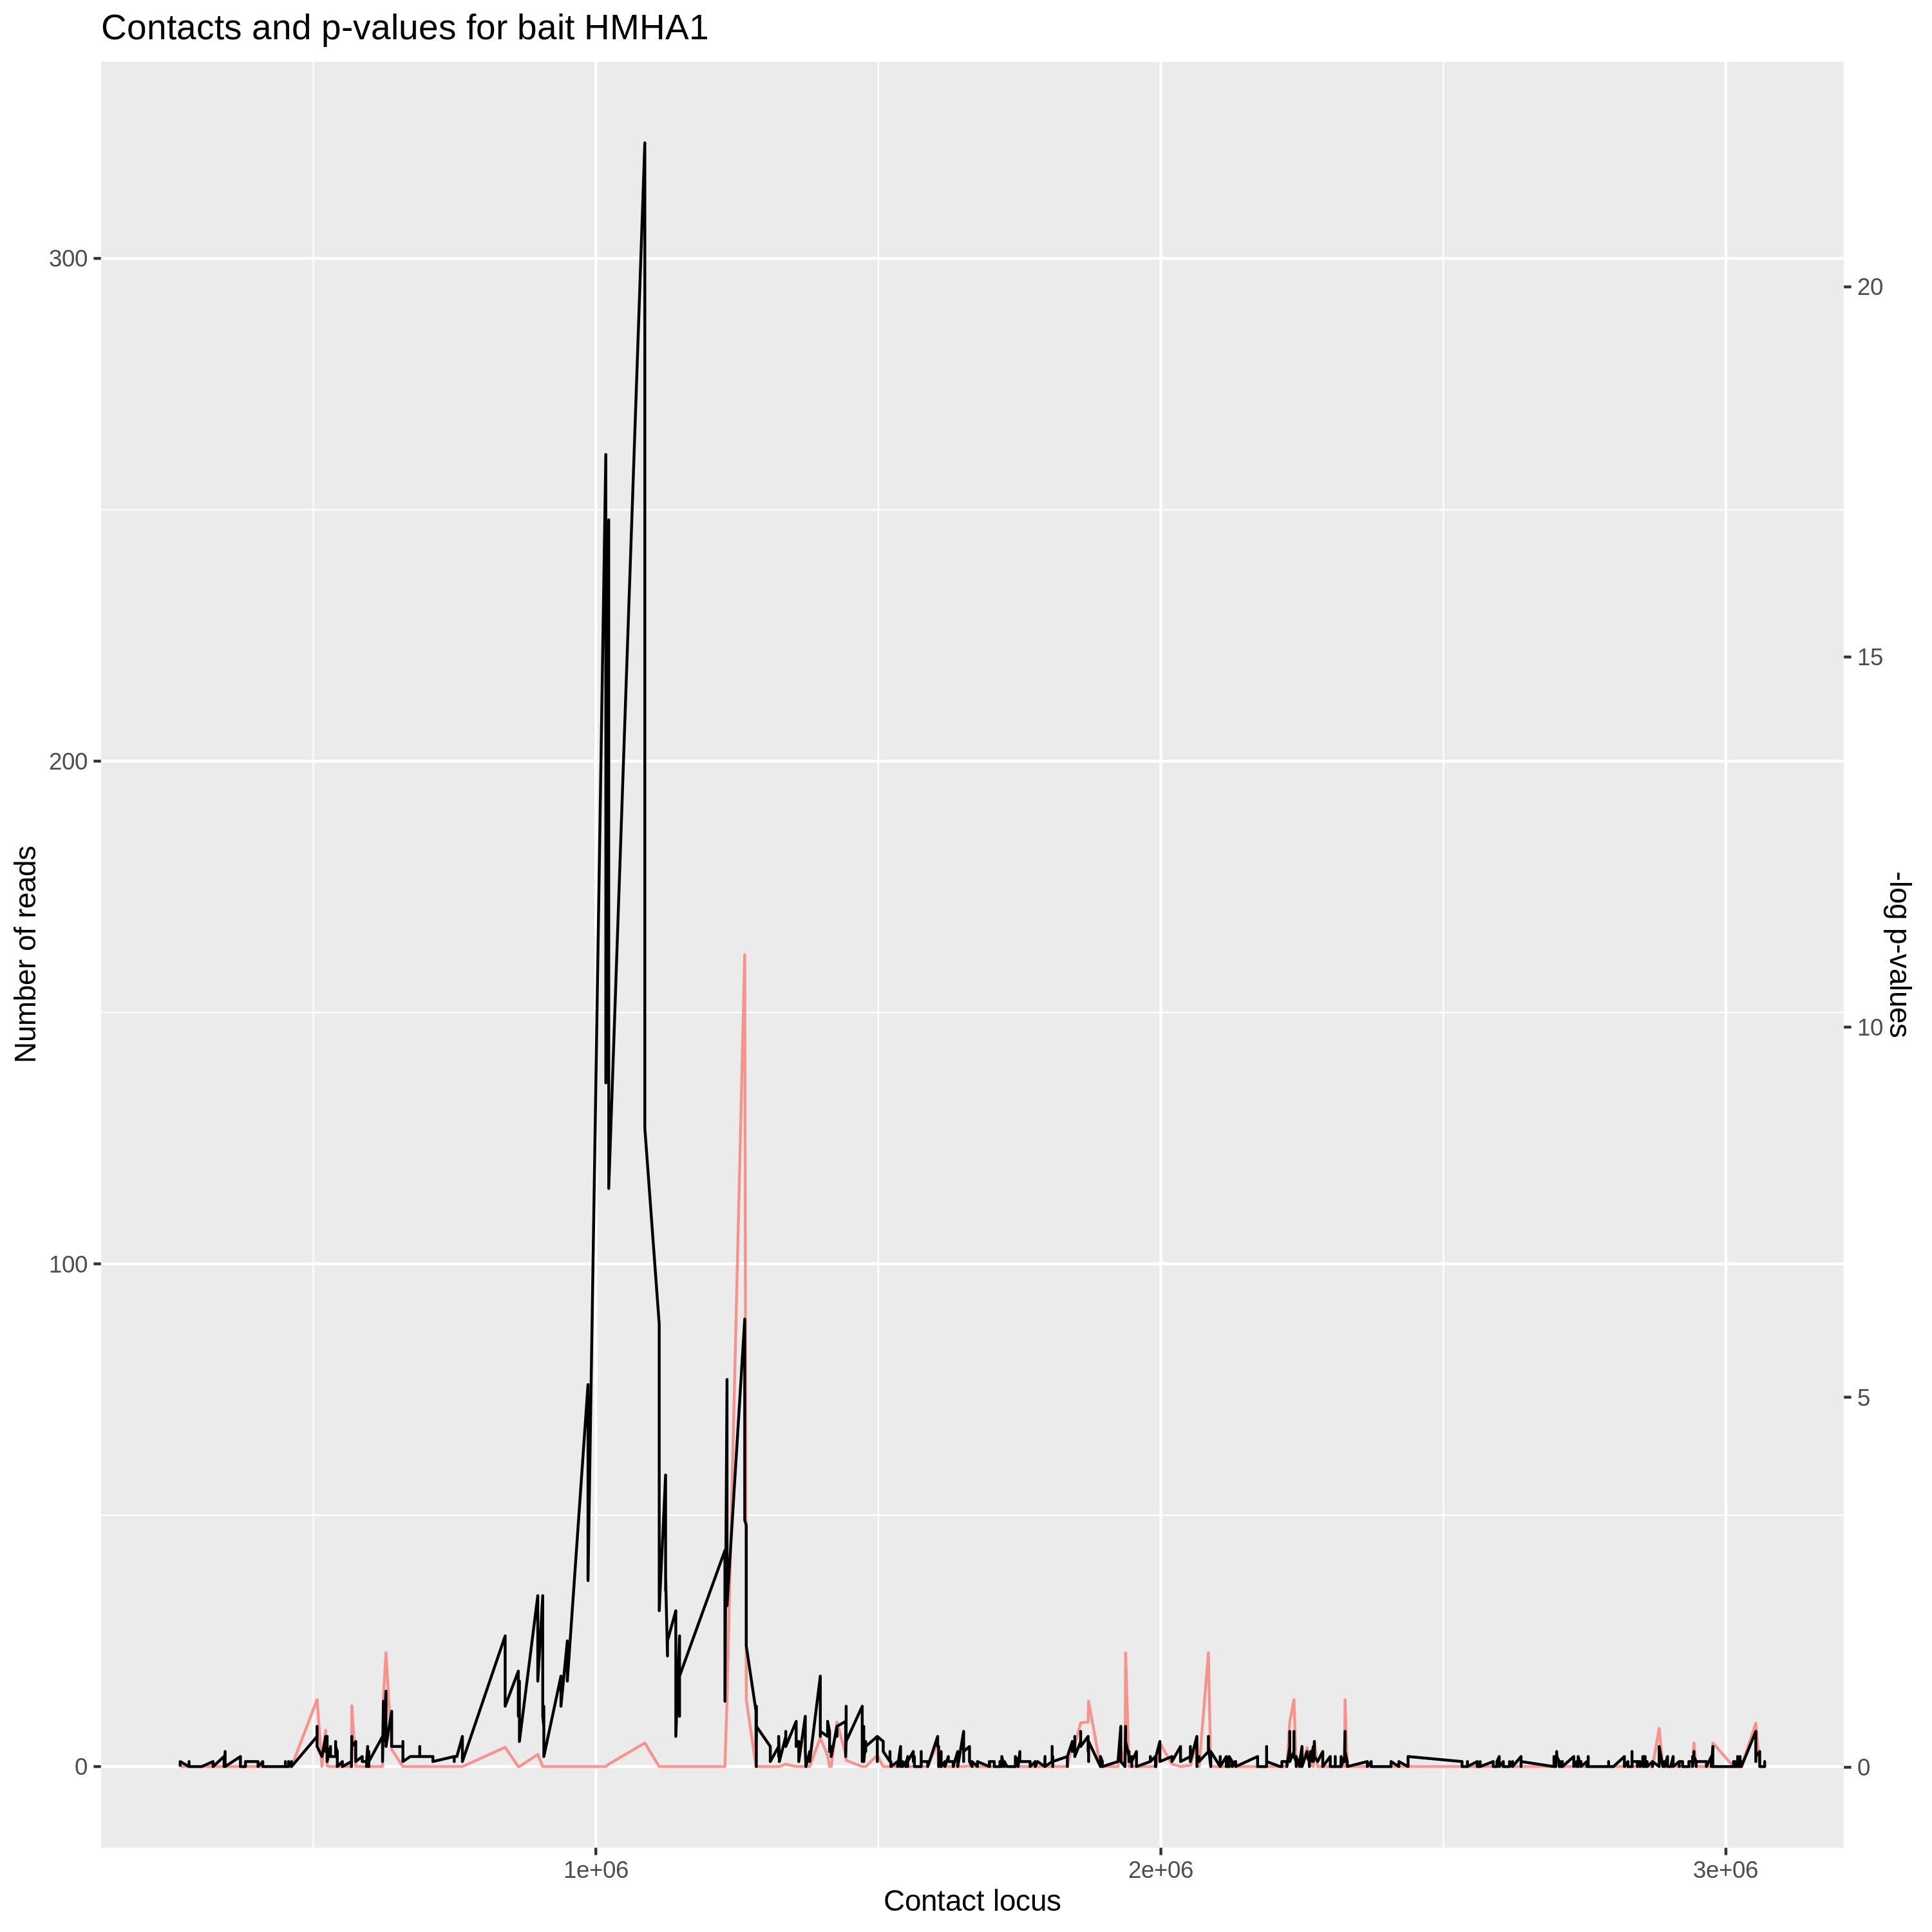 Contacts and p-values for bait HMHA1
300
200
100
0
20
15
10
5
0
Number of reads
-log p-values
1e+06
2e+06
3e+06
Contact locus